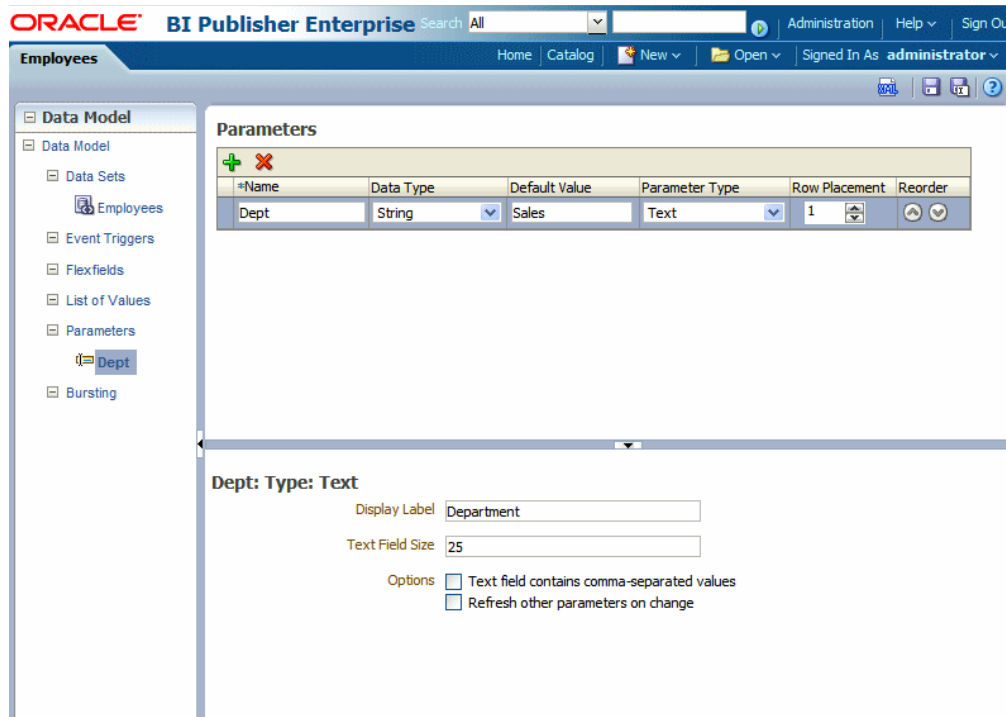 ORACLE BI Publisher Enterprise Search All Administration Help Sign Ou
Employees Home Catalog New Open Signed In As administrator
XML
Data Model
Data Model
Data Sets
Employees
Event Triggers
Flexfields
List of Values
Parameters
Dept
Bursting
Parameters
*Name Data Type Default Value Parameter Type Row Placement Reorder
Dept String Sales Text 1
Dept: Type: Text
Display Label Department
Text Field Size 25
Options Text field contains comma-separated values
Refresh other parameters on change